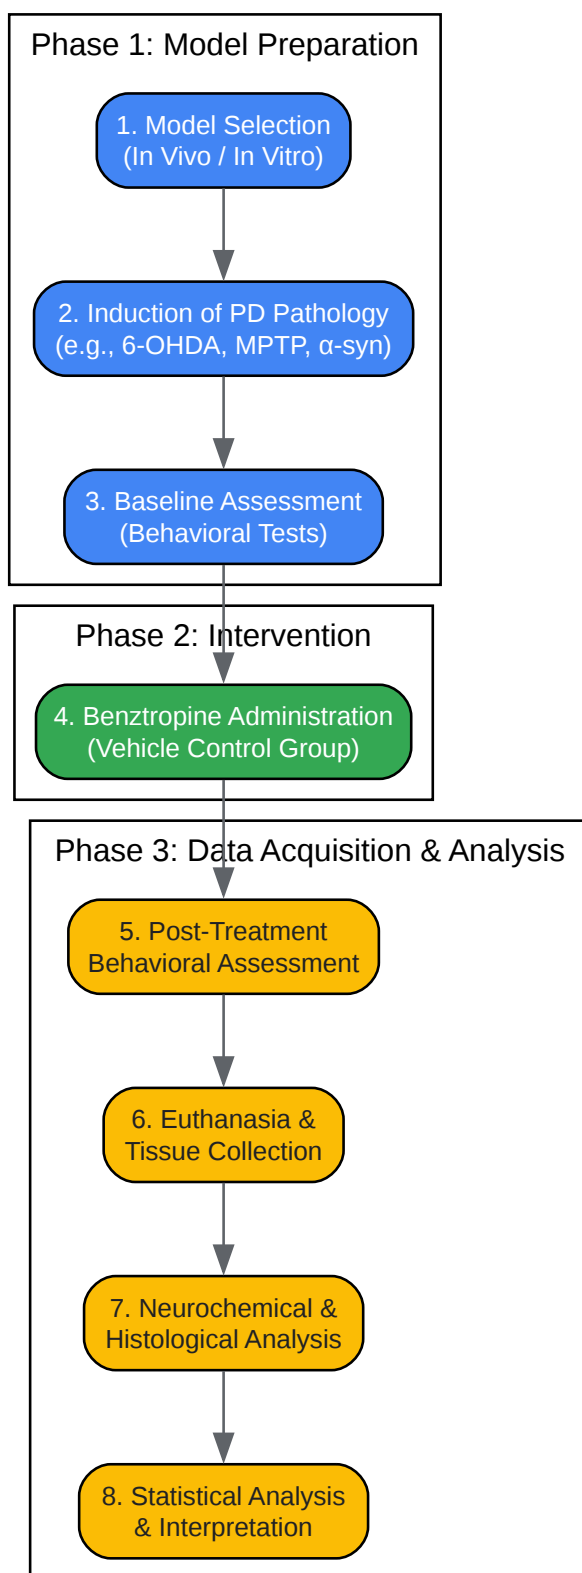 Phase 1: Model Preparation
1. Model Selection
(In Vivo / In Vitro)
2. Induction of PD Pathology
(e.g., 6-OHDA, MPTP, α-syn)
3. Baseline Assessment
(Behavioral Tests)
Phase 2: Intervention
4. Benztropine Administration
(Vehicle Control Group)
Phase 3: Data Acquisition & Analysis
5. Post-Treatment
Behavioral Assessment
6. Euthanasia &
Tissue Collection
7. Neurochemical &
Histological Analysis
8. Statistical Analysis
& Interpretation